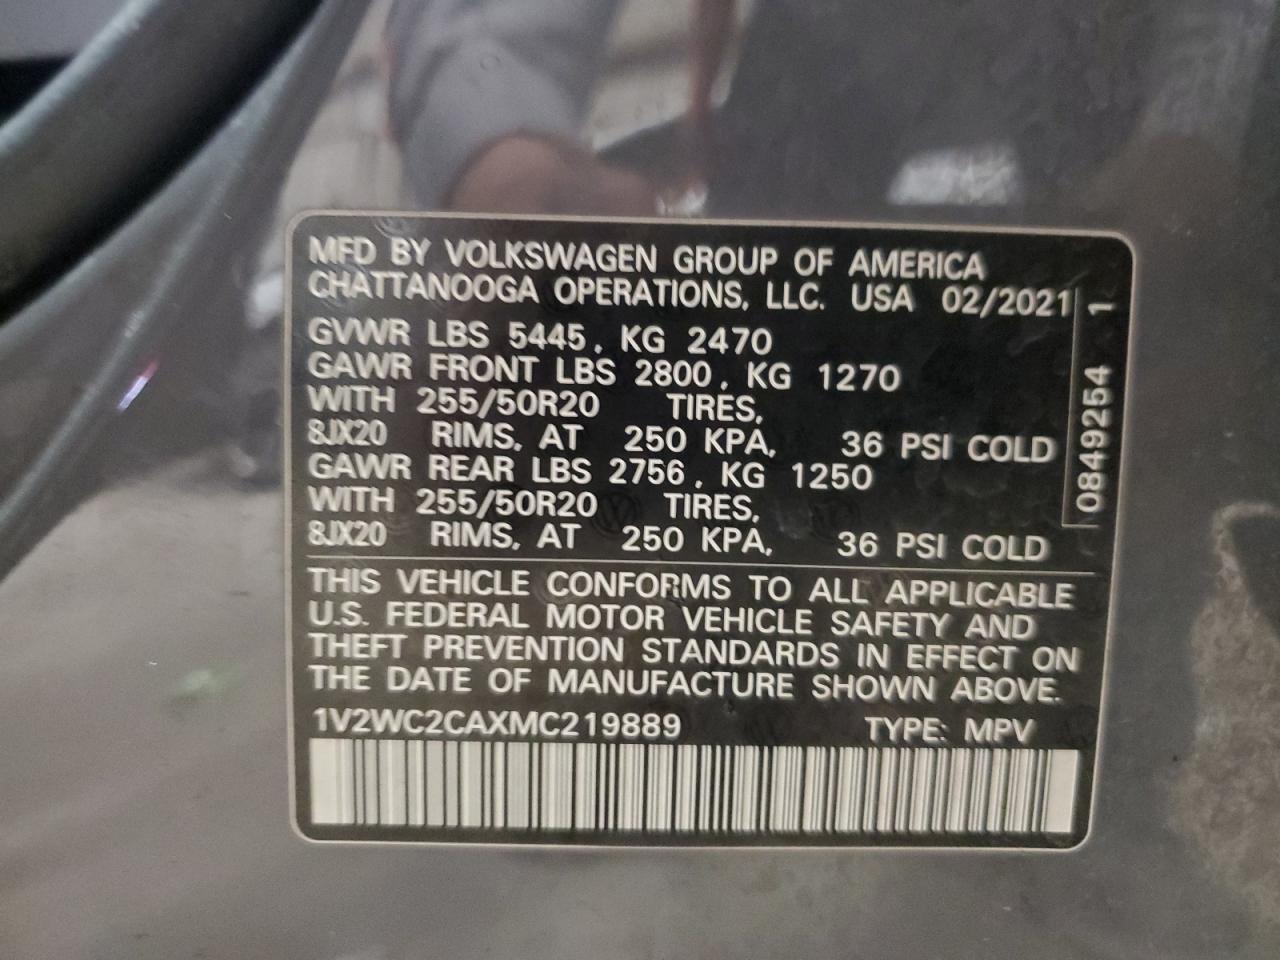 MFD BY VOLKSWAGEN GROUP OF AMERICA
CHATTANOOGA OPERATIONS, LLC. USA 02/2021
GVWR LBS 5445, KG 2470
GAWR FRONT LBS 2800, KG 1270
WITH 255/50R20 TIRES,
8JX20 RIMS, AT 250 KPA, 36 PSI COLD
GAWR REAR LBS 2756, KG 1250
WITH 255/50R20 TIRES,
8JX20 RIMS, AT 250 KPA, 36 PSI COLD
0849254 1
THIS VEHICLE CONFORMS TO ALL APPLICABLE
U.S. FEDERAL MOTOR VEHICLE SAFETY AND
THEFT PREVENTION STANDARDS IN EFFECT ON
THE DATE OF MANUFACTURE SHOWN ABOVE.
1V2WC2CAXMC219889 TYPE: MPV